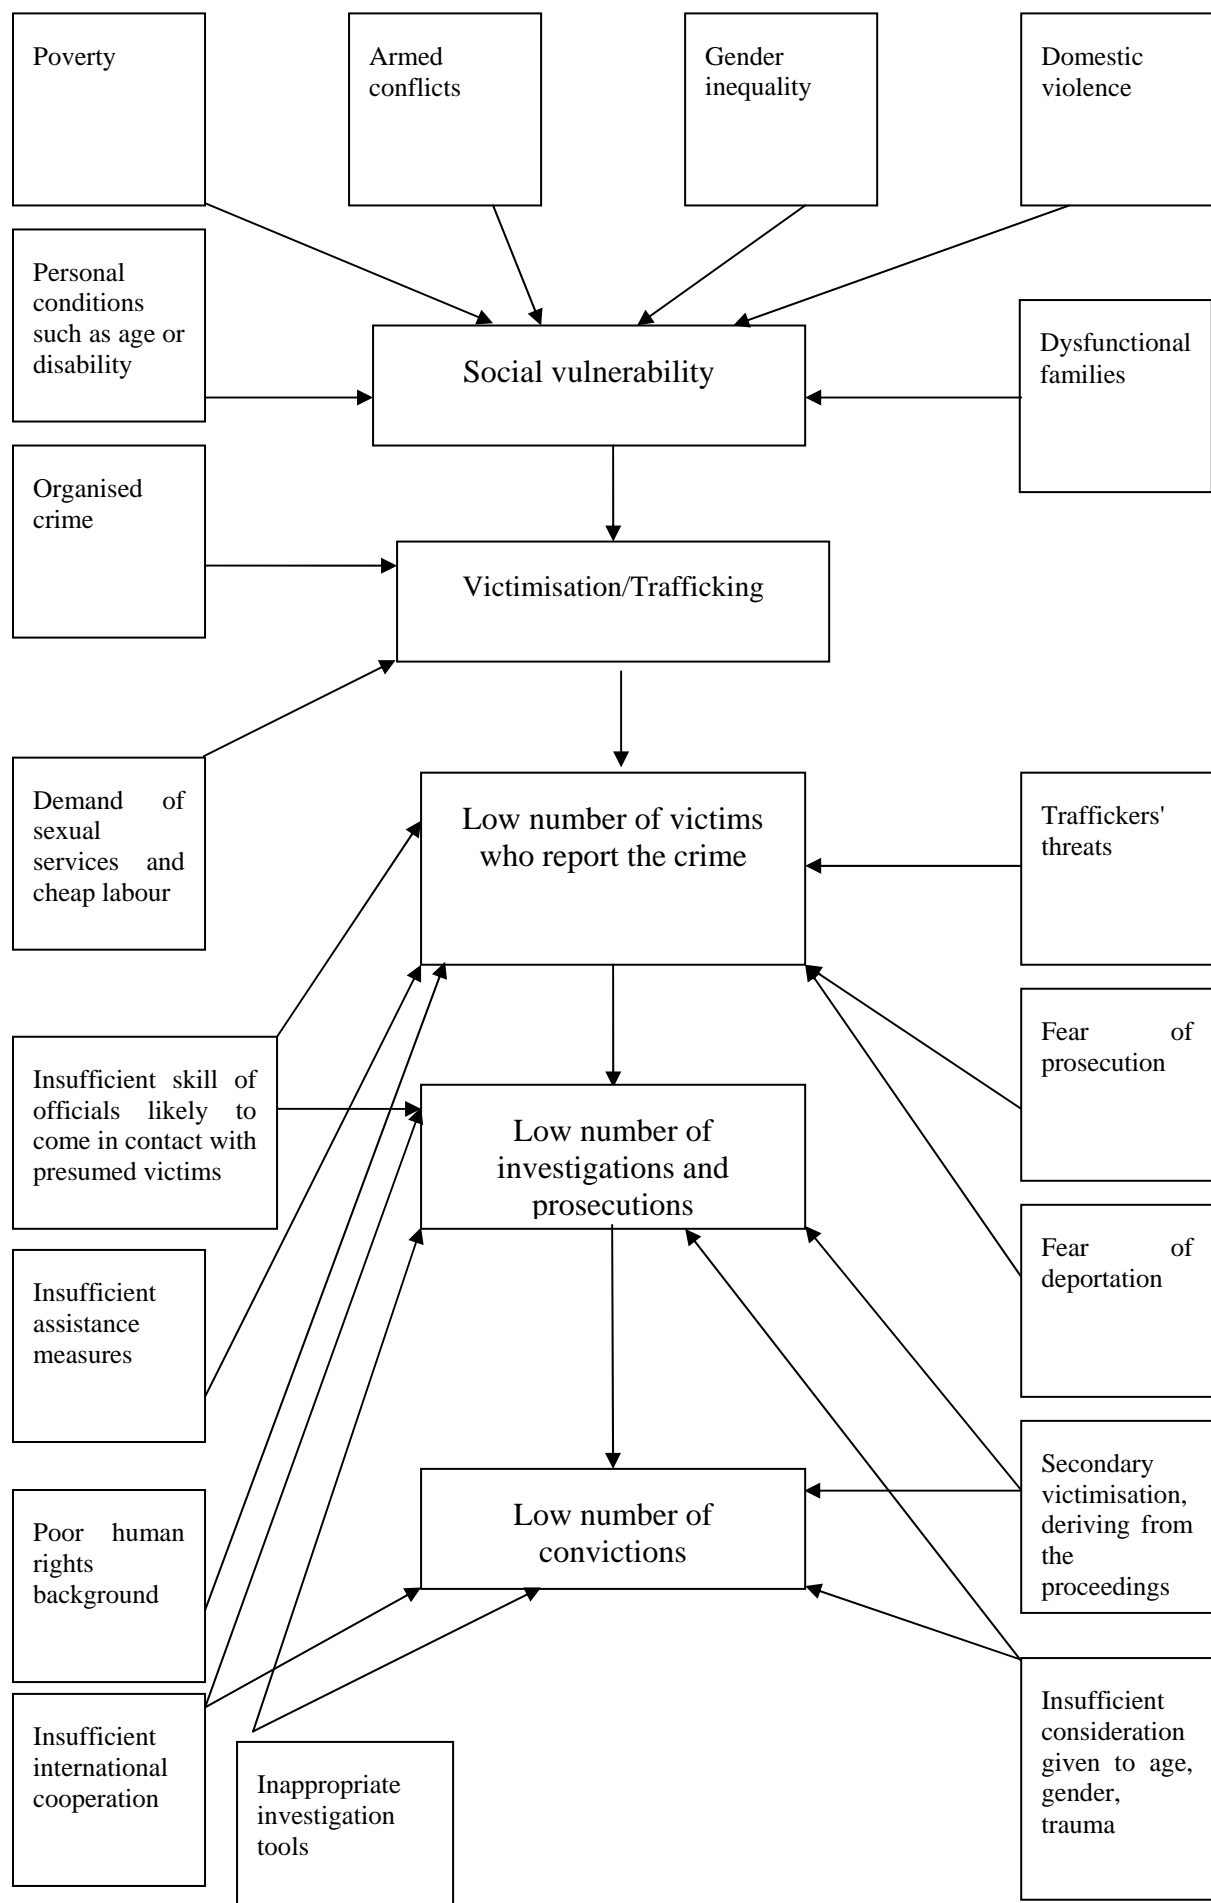 Poverty
Armed
conflicts
Gender
inequality
Domestic
violence
Personal
conditions
such as age or
disability
Social vulnerability
Dysfunctional
families
Organised
crime
Victimisation/Trafficking
Demand of
sexual
services and
cheap labour
Low number of victims
who report the crime
Traffickers'
threats
Fear of
prosecution
Insufficient skill of
officials likely to
come in contact with
presumed victims
Low number of
investigations and
prosecutions
Fear of
deportation
Insufficient
assistance
measures
Secondary
victimisation,
deriving from
the
proceedings
Low number of
convictions
Poor human
rights
background
Insufficient
international
cooperation
Inappropriate
investigation
tools
Insufficient
consideration
given to age,
gender,
trauma